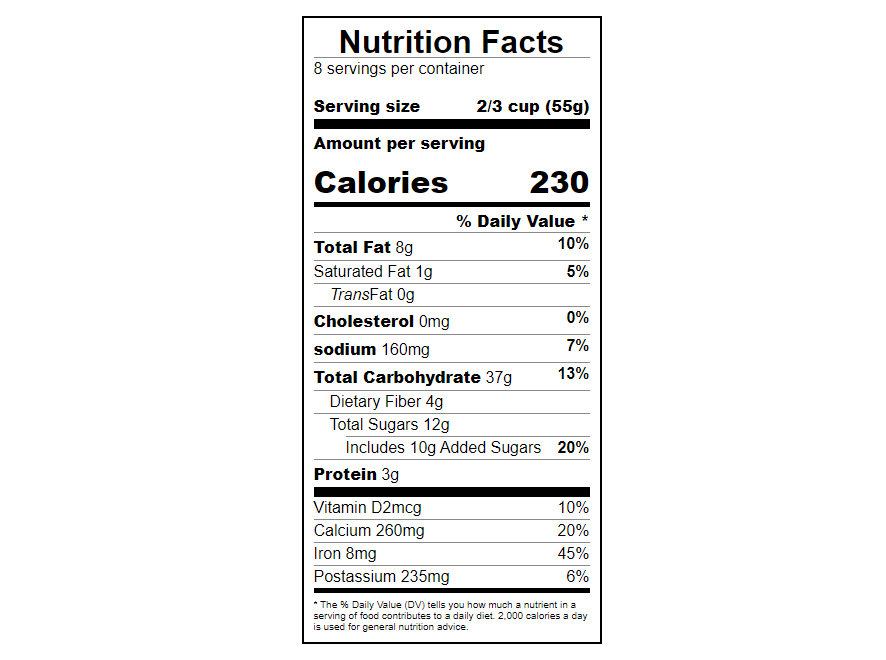 Nutrition Facts
8 servings per container
Serving size 2/3 cup (55g)
Amount per serving
Calories 230
% Daily Value *
Total Fat 8g 10%
Saturated Fat 1g 5%
TransFat 0g
Cholesterol 0mg 0%
sodium 160mg 7%
Total Carbohydrate 37g 13%
Dietary Fiber 4g
Total Sugars 12g
Includes 10g Added Sugars 20%
Protein 3g
Vitamin D2mcg 10%
Calcium 260mg 20%
Iron 8mg 45%
Postassium 235mg 6%
* The % Daily Value (DV) tells you how much a nutrient in a
serving of food contributes to a daily diet. 2,000 calories a day
is used for general nutrition advice.